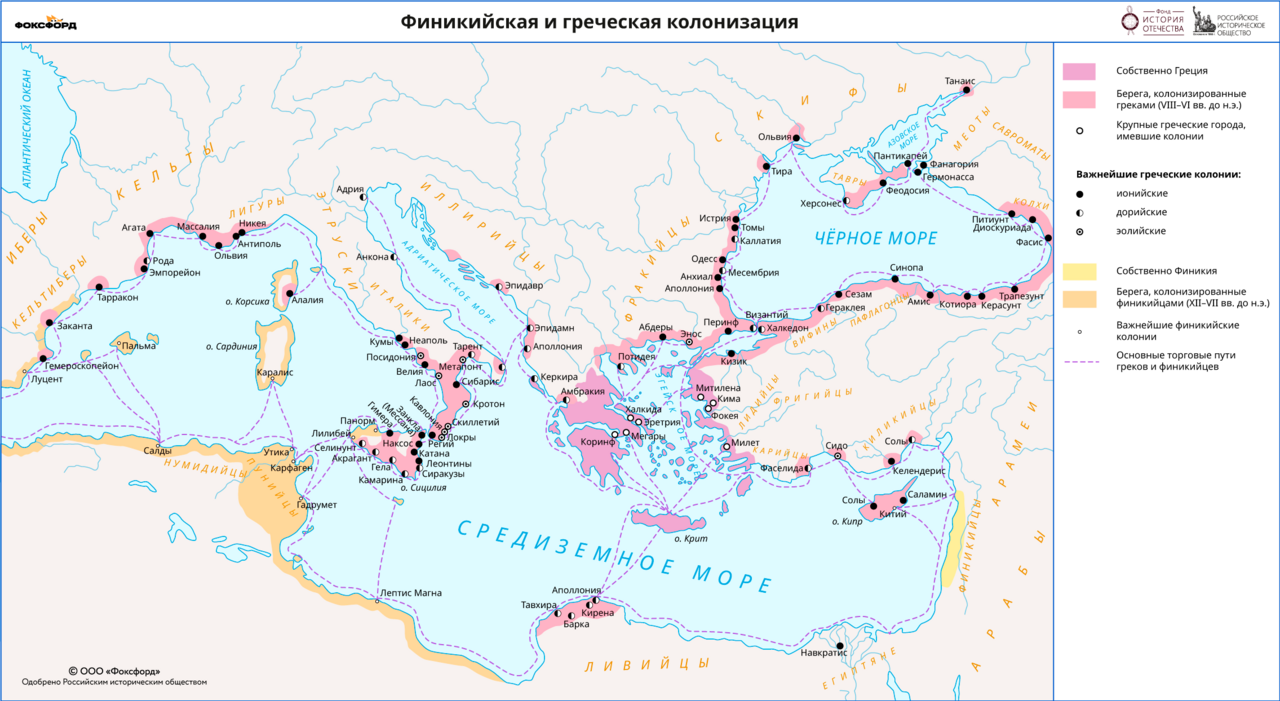 ФОКСФОРД
Финикийская и греческая колонизация
Фонд
ИСТОРИЯ
ОТЕЧЕСТВА
РОССИЙСКОЕ
ИСТОРИЧЕСКОЕ
ОБЩЕСТВО
Собственно Греция
Берега, колонизированные
греками (VIII–VI вв. до н.э.)
Крупные греческие города,
имевшие колонии
Важнейшие греческие колонии:
ионийские
дорийские
эолийские
Собственно Финикия
Берега, колонизированные
финикийцами (XII–VII вв. до н.э.)
Важнейшие финикийские
колонии
Основные торговые пути
греков и финикийцев
АТЛАНТИЧЕСКИЙ ОКЕАН
КЕЛЬТЫ
ИБЕРЫ
КЕЛЬТИБЕРЫ
ЛИГУРЫ
ЭТРУСКИ
ИТАЛИКИ
ИЛЛИРИЙЦЫ
ФРАКИЙЦЫ
СКИФЫ
МЕОТЫ
САВРОМАТЫ
ТАВРЫ
КОЛХИ
АЗОВСКОЕ
МОРЕ
ЧЁРНОЕ МОРЕ
АДРИАТИЧЕСКОЕ МОРЕ
СРЕДИЗЕМНОЕ МОРЕ
Танаис
Ольвия
Тира
Пантикапей
Фанагория
Гермонасса
Феодосия
Херсонес
Питиунт
Диоскуриада
Фасис
Истрия
Томы
Каллатия
Одесс
Месембрия
Анхиал
Аполлония
Синопа
Сезам
Амис
Котиора
Керасунт
Трапезунт
Гераклея
Византий
Халкедон
Перинф
Кизик
ВИФИНЫ
ПАФЛАГОНЦЫ
Адрия
Анкона
Агата
Массалия
Никея
Антиполь
Ольвия
Рода
Эмпорейон
Тарракон
Заканта
Гемероскопейон
Луцент
Пальма
о. Корсика
Алалия
о. Сардиния
Каралис
Эпидавр
Эпидамн
Аполлония
Керкира
Амбракия
Абдеры
Энос
Потидея
Кумы
Неаполь
Посидония
Велия
Лаос
Тарент
Метапонт
Сибарис
Кротон
Кавлония
Скиллетий
Локры
Регий
Занкла
(Мессана)
Гимера
Панорм
Лилибей
Селинунт
Акрагант
Гела
Камарина
Наксос
Катана
Леонтины
Сиракузы
о. Сицилия
Халкида
Эретрия
Мегары
Коринф
Митилена
Кима
Фокея
Милет
ФРИГИЙЦЫ
КАРИЙЦЫ
КИЛИКИЙЦЫ
Фаселида
Сидо
Солы
Келендерис
Солы
Саламин
Китий
о. Кипр
о. Крит
АРАМЕИ
ФИНИКИЙЦЫ
АРАБЫ
Салды
НУМИДИЙЦЫ
Утика
Карфаген
Гадрумет
Лептис Магна
Аполлония
Тавхира
Кирена
Барка
ЛИВИЙЦЫ
Навкратис
ЕГИПТЯНЕ
© ООО «Фоксфорд»
Одобрено Российским историческим обществом